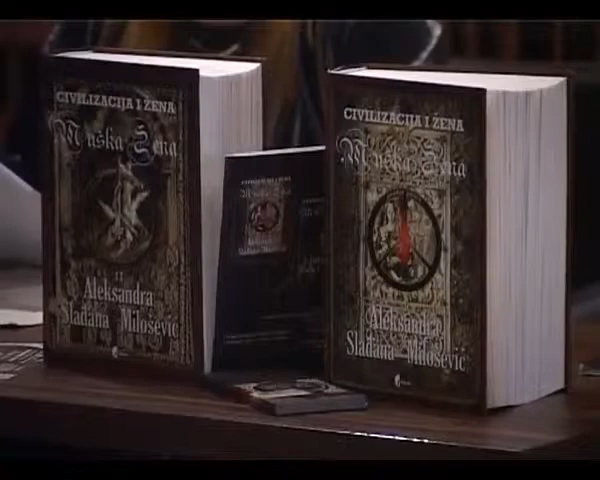 CIVILIZACIJA I ŽENA
Muška Žena
Aleksandra
Slađana Milošević
CIVILIZACIJA I ŽENA
Muška Žena
Aleksandra
Slađana Milošević